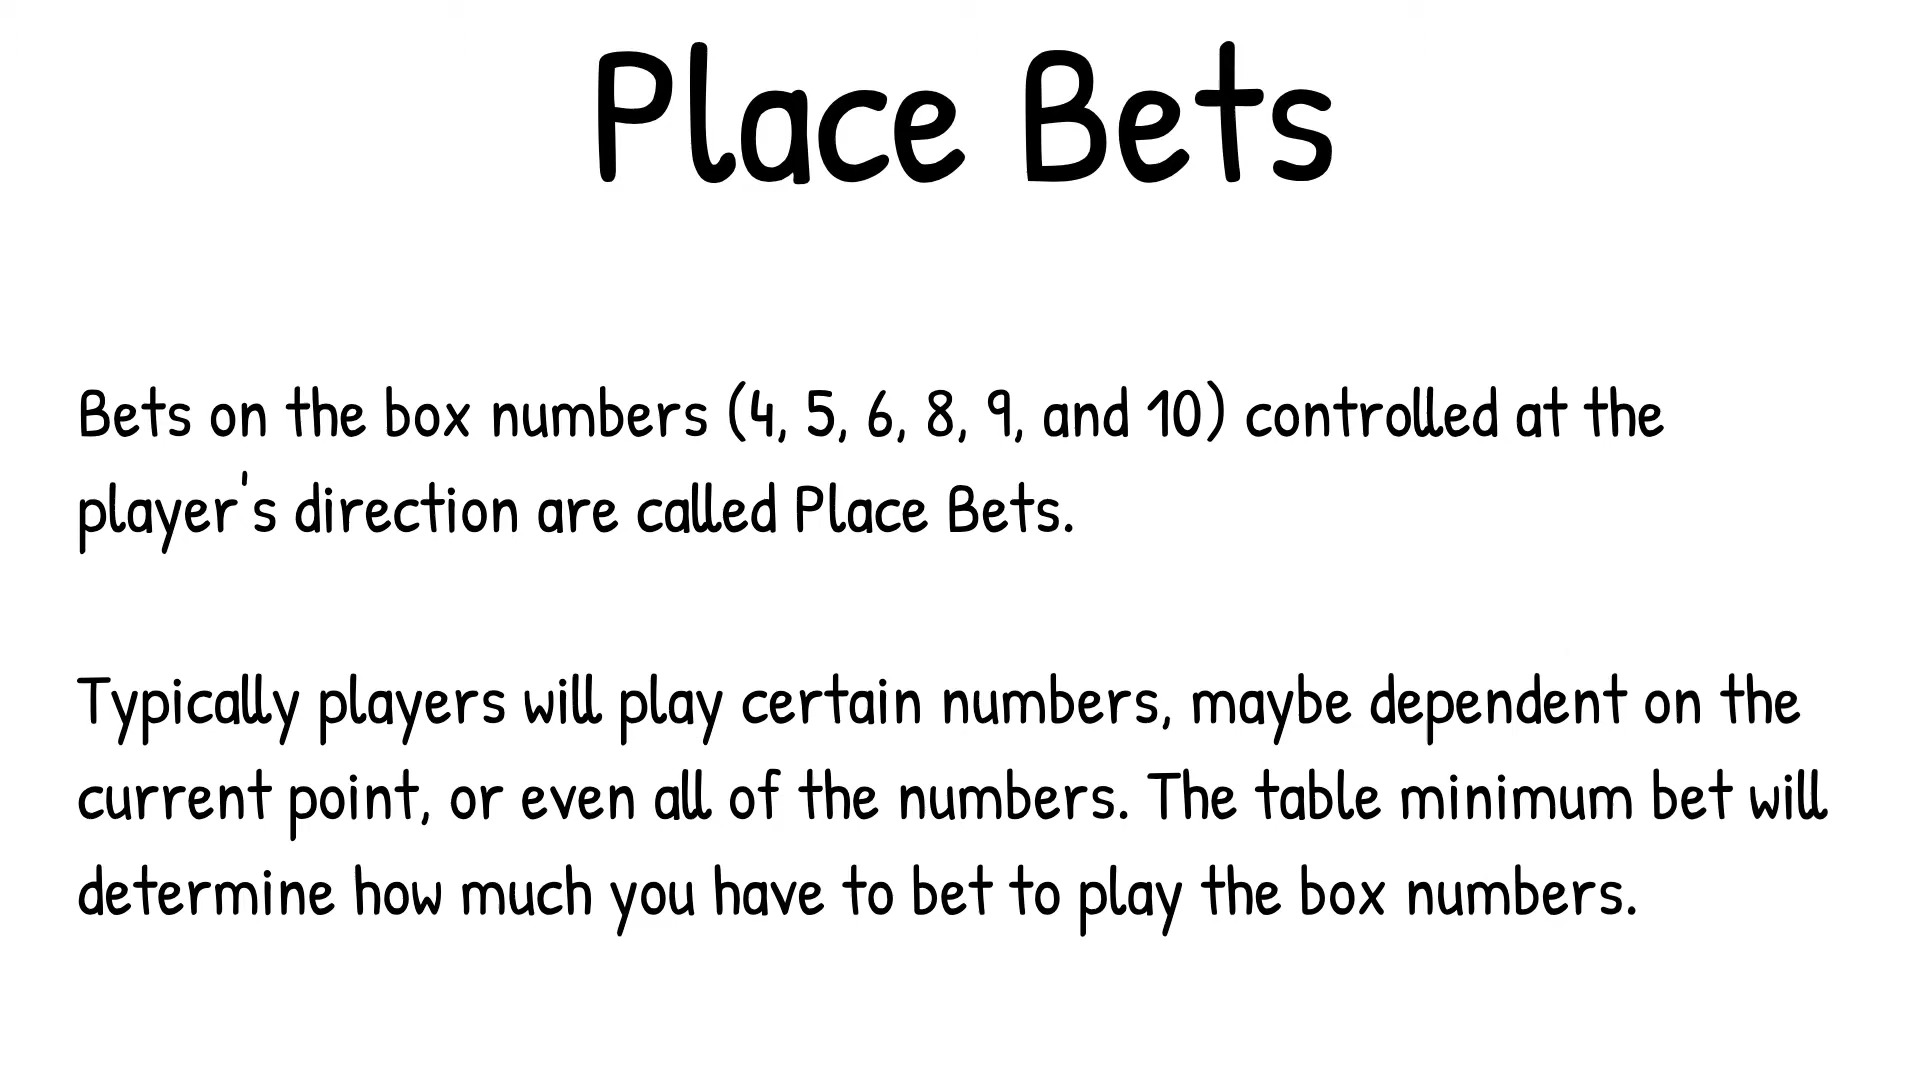 Place Bets
Bets on the box numbers (4, 5, 6, 8, 9, and 10) controlled at the
player's direction are called Place Bets.
Typically players will play certain numbers, maybe dependent on the
current point, or even all of the numbers. The table minimum bet will
determine how much you have to bet to play the box numbers.